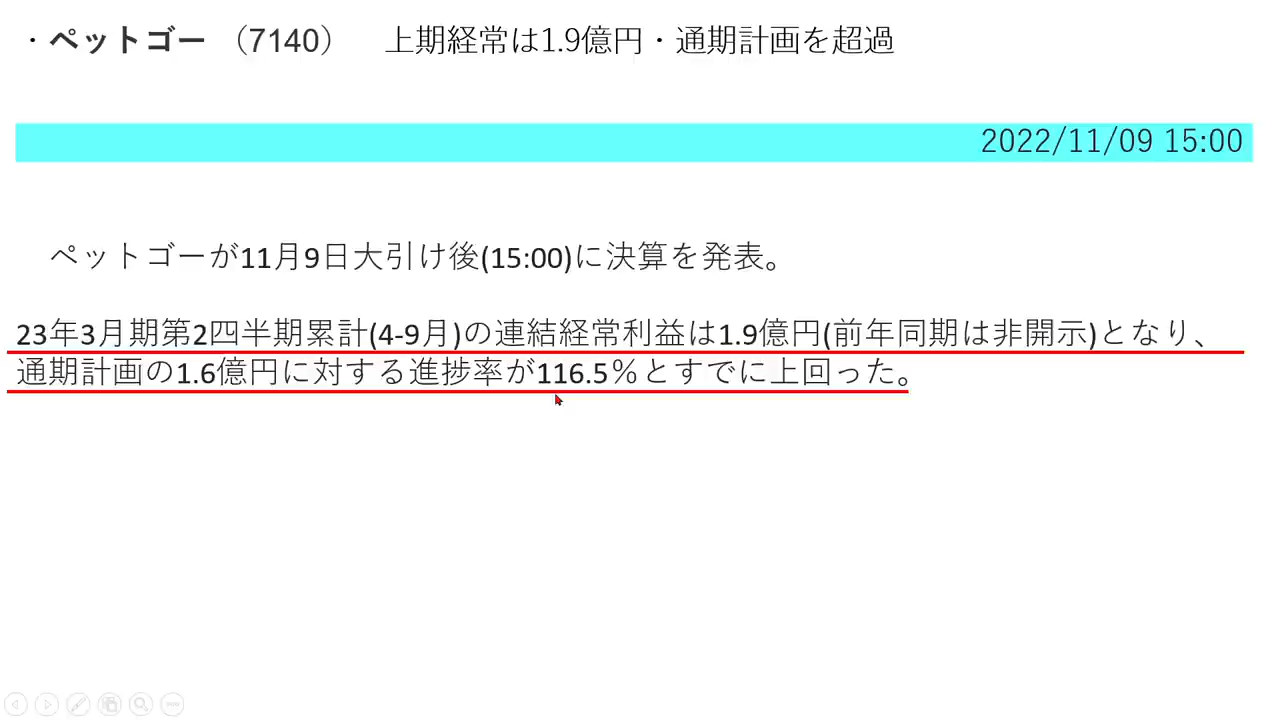 ・ペットゴー （7140） 上期経常は1.9億円・通期計画を超過
2022/11/09 15:00
ペットゴーが11月9日大引け後(15:00)に決算を発表。
23年3月期第2四半期累計(4-9月)の連結経常利益は1.9億円(前年同期は非開示)となり、
通期計画の1.6億円に対する進捗率が116.5％とすでに上回った。